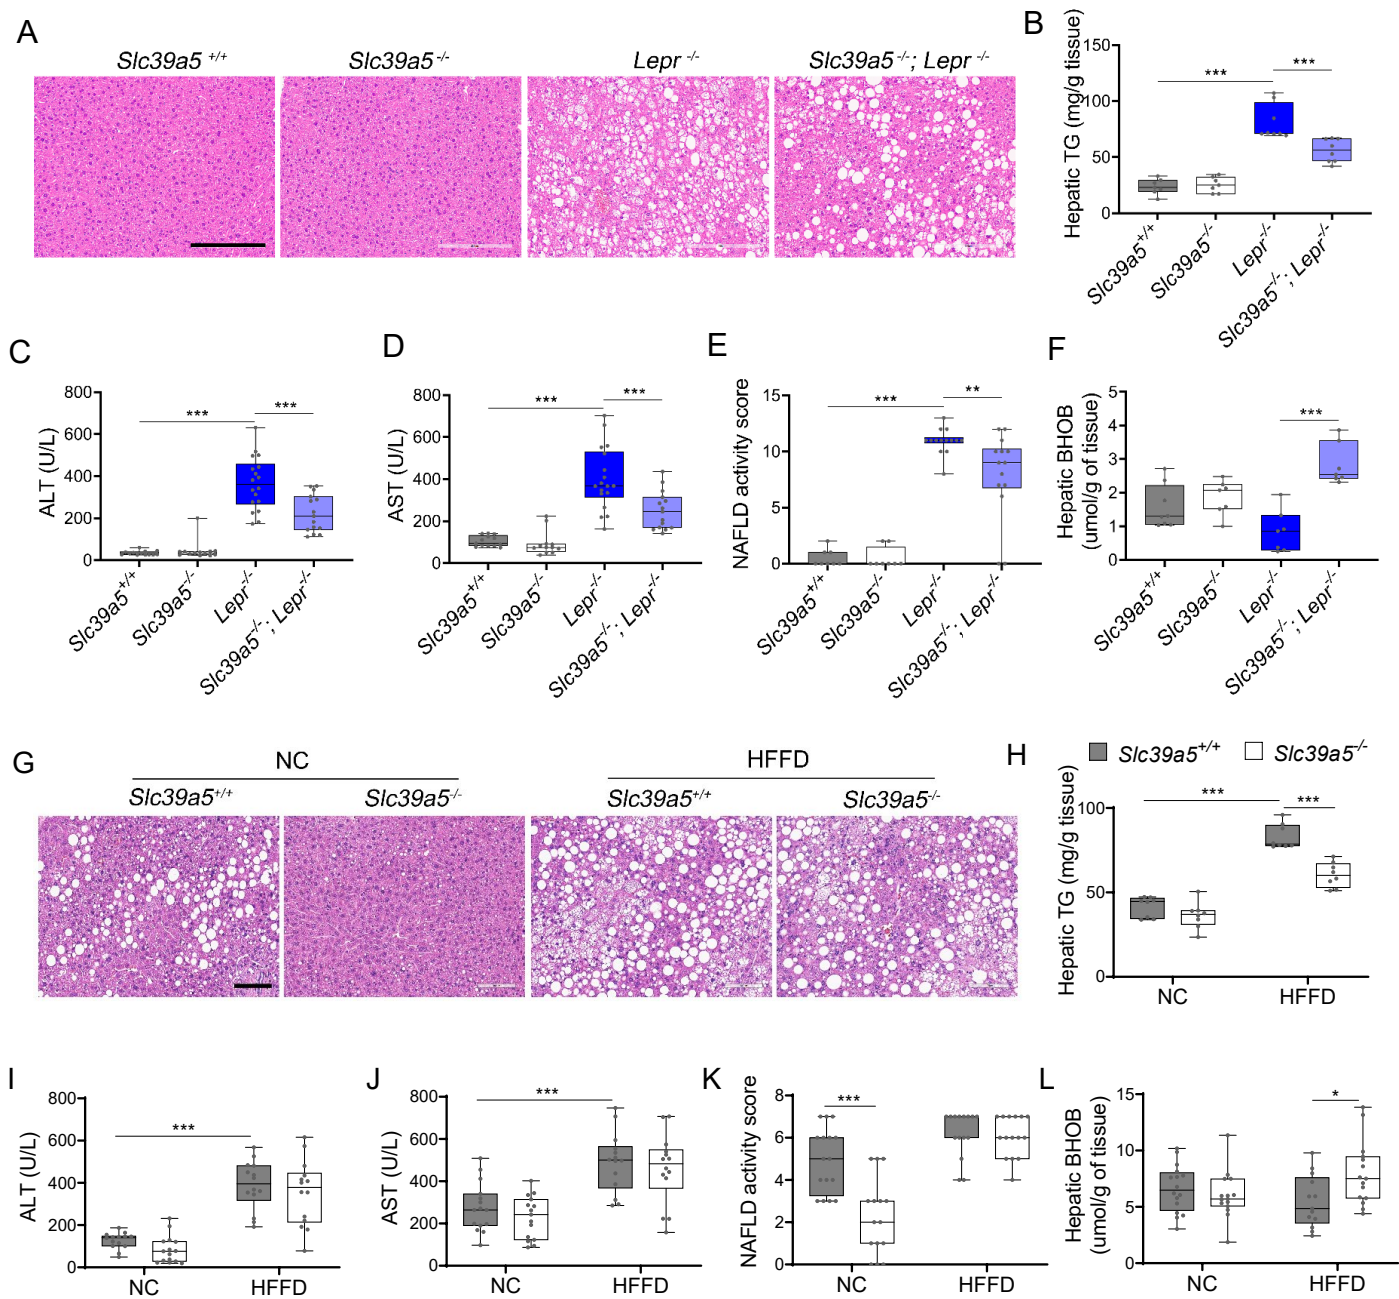 A
Slc39a5 +/+
Slc39a5 -/-
Lepr -/-
Slc39a5 -/-; Lepr -/-
B
Hepatic TG (mg/g tissue)
150
100
50
0
***
***
Slc39a5+/+
Slc39a5-/-
Lepr-/-
Slc39a5-/-; Lepr-/-
C
ALT (U/L)
800
600
400
200
0
***
***
Slc39a5+/+
Slc39a5-/-
Lepr-/-
Slc39a5-/-; Lepr-/-
D
AST (U/L)
800
600
400
200
0
***
***
Slc39a5+/+
Slc39a5-/-
Lepr-/-
Slc39a5-/-; Lepr-/-
E
NAFLD activity score
15
10
5
0
***
**
Slc39a5+/+
Slc39a5-/-
Lepr-/-
Slc39a5-/-; Lepr-/-
F
Hepatic BHOB
(umol/g of tissue)
5
4
3
2
1
0
***
Slc39a5+/+
Slc39a5-/-
Lepr-/-
Slc39a5-/-; Lepr-/-
G
NC
HFFD
Slc39a5+/+
Slc39a5-/-
Slc39a5+/+
Slc39a5-/-
H
Slc39a5+/+
Slc39a5-/-
Hepatic TG (mg/g tissue)
100
50
0
***
***
NC
HFFD
I
ALT (U/L)
800
600
400
200
0
***
NC
HFFD
J
AST (U/L)
800
600
400
200
0
***
NC
HFFD
K
NAFLD activity score
8
6
4
2
0
***
NC
HFFD
L
Hepatic BHOB
(umol/g of tissue)
15
10
5
0
*
NC
HFFD